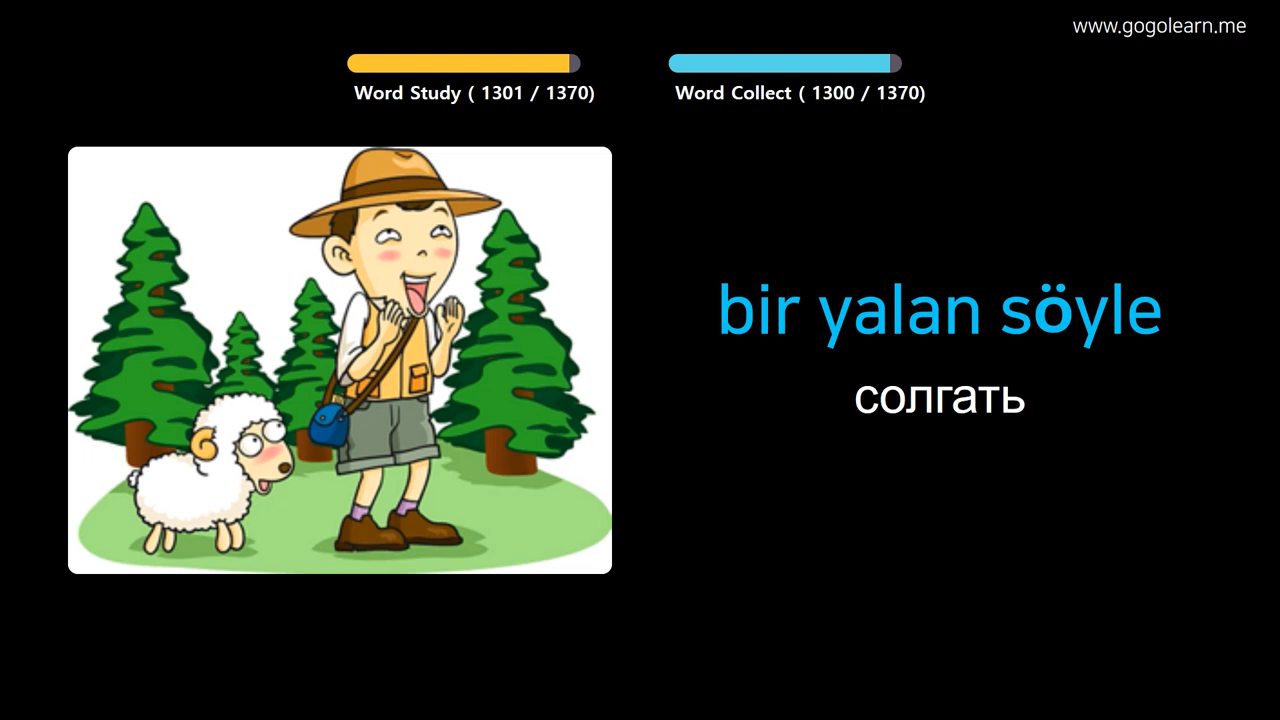 www.gogolearn.me
Word Study ( 1301 / 1370)
Word Collect ( 1300 / 1370)
bir yalan söyle
солгать